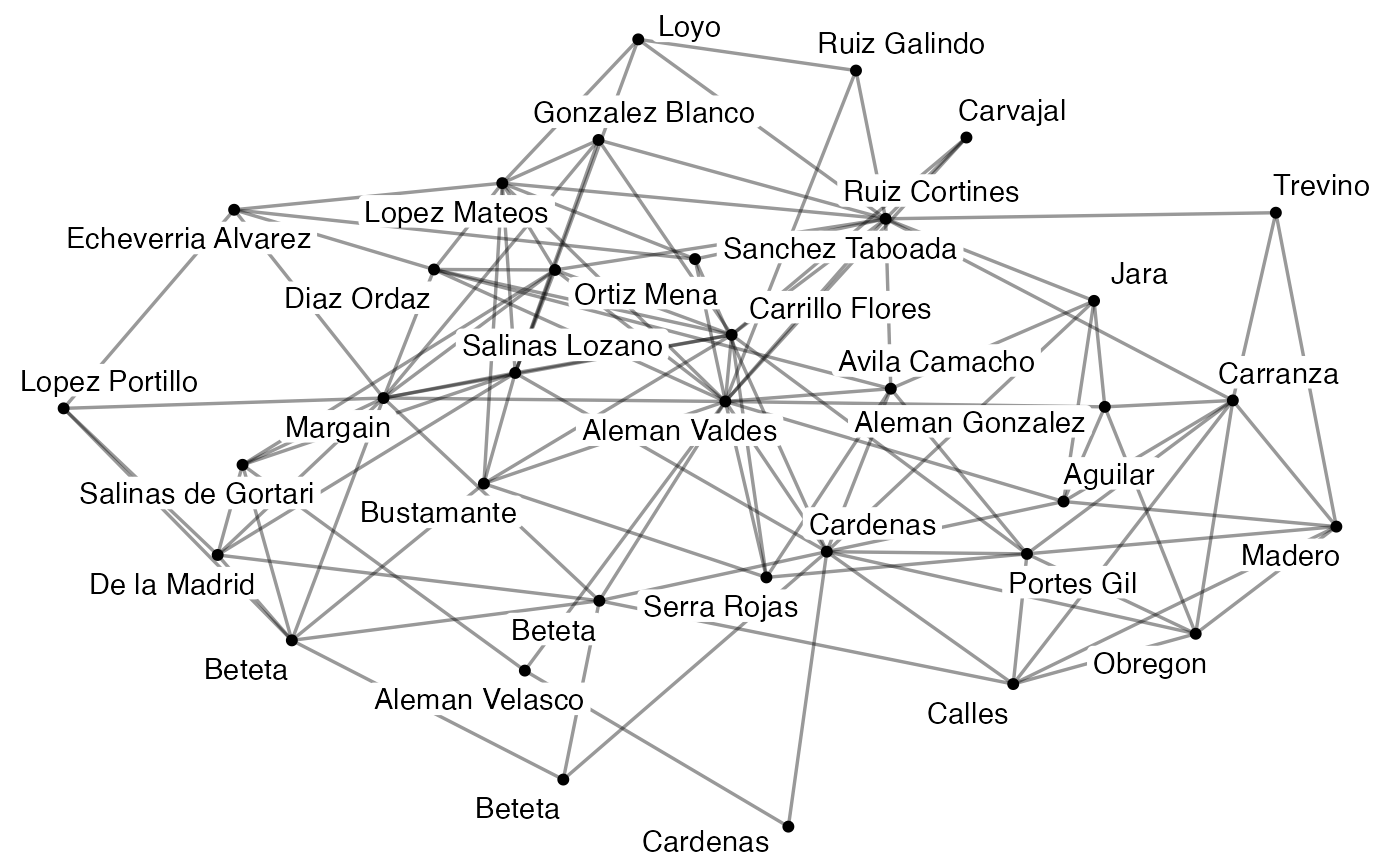 Loyo
Ruiz Galindo
Gonzalez Blanco
Carvajal
Ruiz Cortines
Trevino
Lopez Mateos
Echeverria Alvarez
Sanchez Taboada
Jara
Diaz Ordaz
Ortiz Mena
Carrillo Flores
Salinas Lozano
Avila Camacho
Lopez Portillo
Carranza
Margain
Aleman Valdes
Aleman Gonzalez
Aguilar
Salinas de Gortari
Bustamante
Cardenas
Madero
De la Madrid
Serra Rojas
Portes Gil
Beteta
Beteta
Obregon
Aleman Velasco
Calles
Beteta
Cardenas